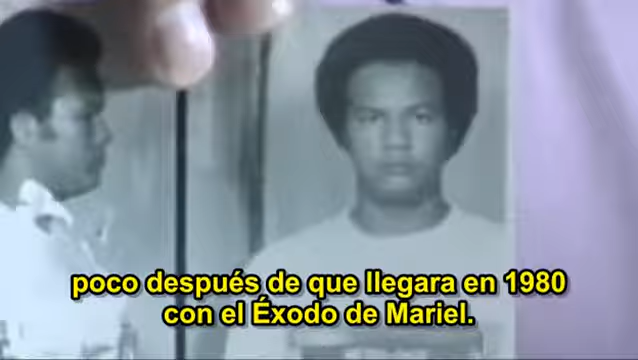 poco después de que llegara en 1980
con el Éxodo de Mariel.